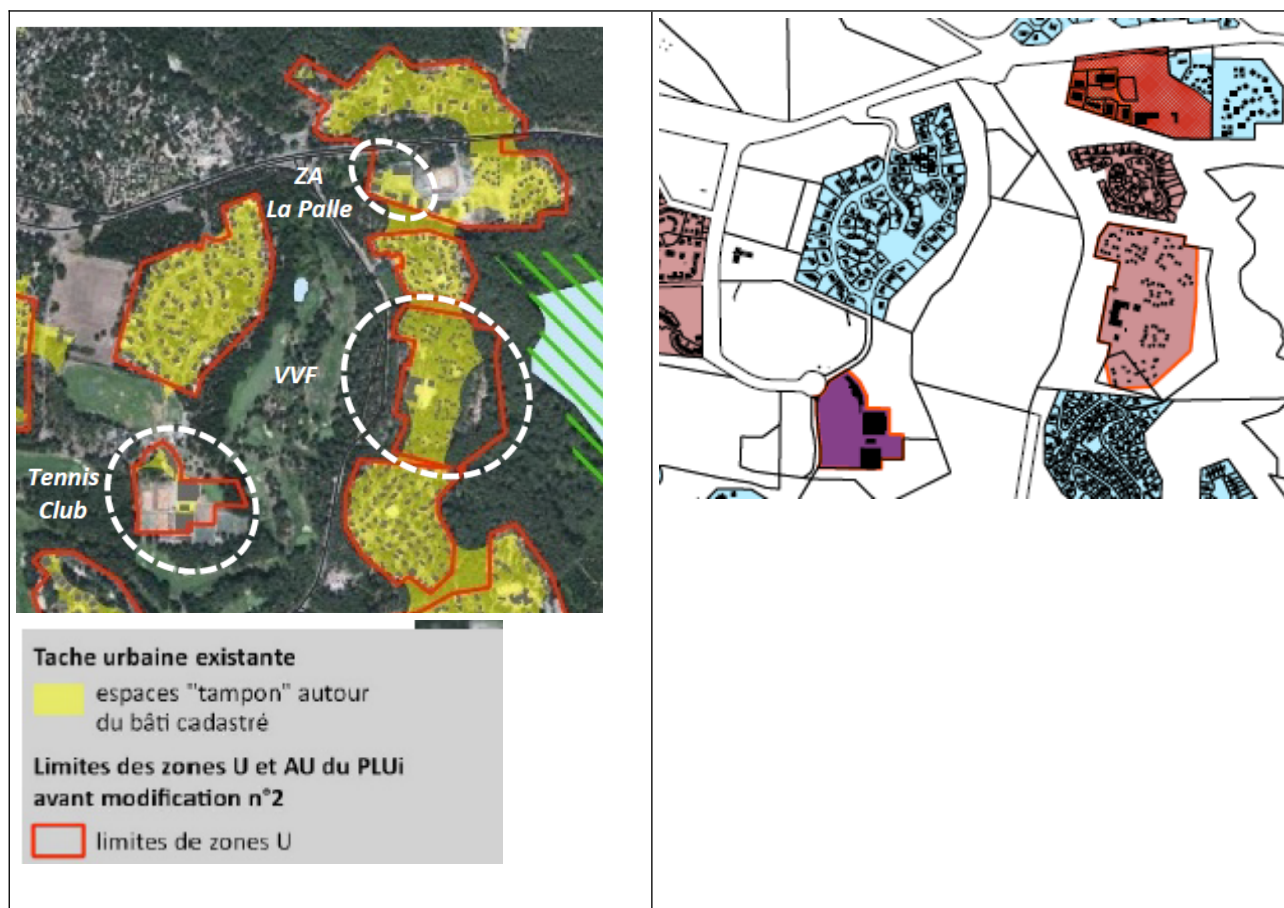 ZA
La Palle
VVF
Tennis
Club
Tache urbaine existante
espaces "tampon" autour
du bâti cadastré
Limites des zones U et AU du PLUi
avant modification n°2
limites de zones U